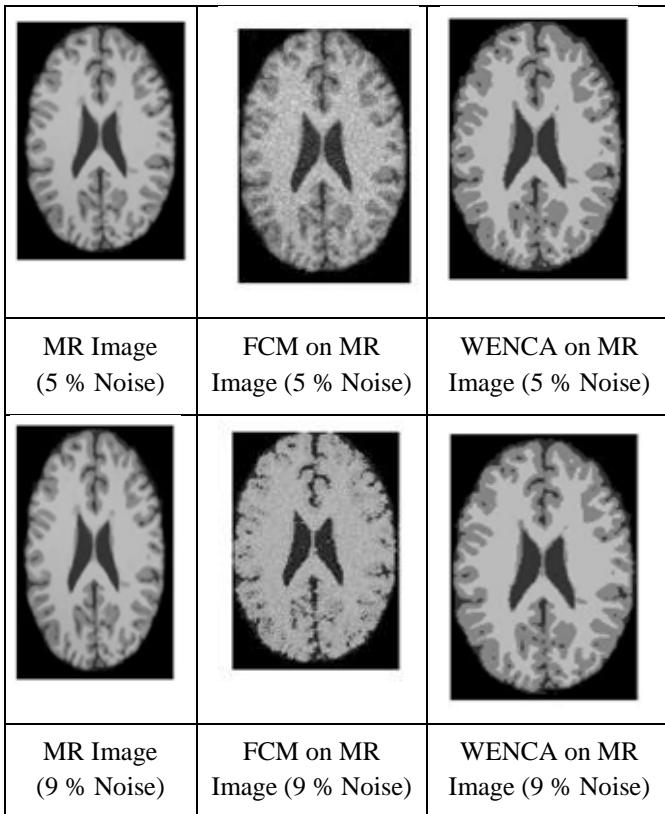 MR Image
(5 % Noise)
FCM on MR
Image (5 % Noise)
WENCA on MR
Image (5 % Noise)
MR Image
(9 % Noise)
FCM on MR
Image (9 % Noise)
WENCA on MR
Image (9 % Noise)